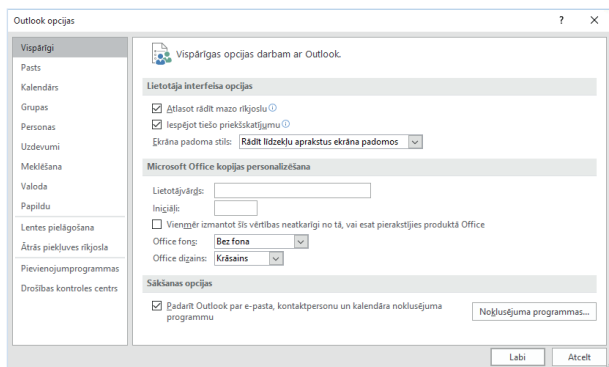 Outlook opcijas
Vispārīgi
Pasts
Kalendārs
Grupas
Personas
Uzdevumi
Meklēšana
Valoda
Papildu
Lentes pielāgošana
Ātrās piekļuves rīkjosla
Pievienojumprogrammas
Drošības kontroles centrs
Vispārīgas opcijas darbam ar Outlook.
Lietotāja interfeisa opcijas
Atlasot rādīt mazo rīkjoslu
Iespējot tiešo priekšskatījumu
Ekrāna padoma stils: Rādīt līdzekļu aprakstus ekrāna padomos
Microsoft Office kopijas personalizēšana
Lietotājvārds:
Iniciāļi:
Vienmēr izmantot šīs vērtības neatkarīgi no tā, vai esat pierakstījies produktā Office
Office fons: Bez fona
Office dizains: Krāsains
Sākšanas opcijas
Padarīt Outlook par e-pasta, kontaktpersonu un kalendāra noklusējuma
programmu
Noklusējuma programmas...
Labi Atcelt